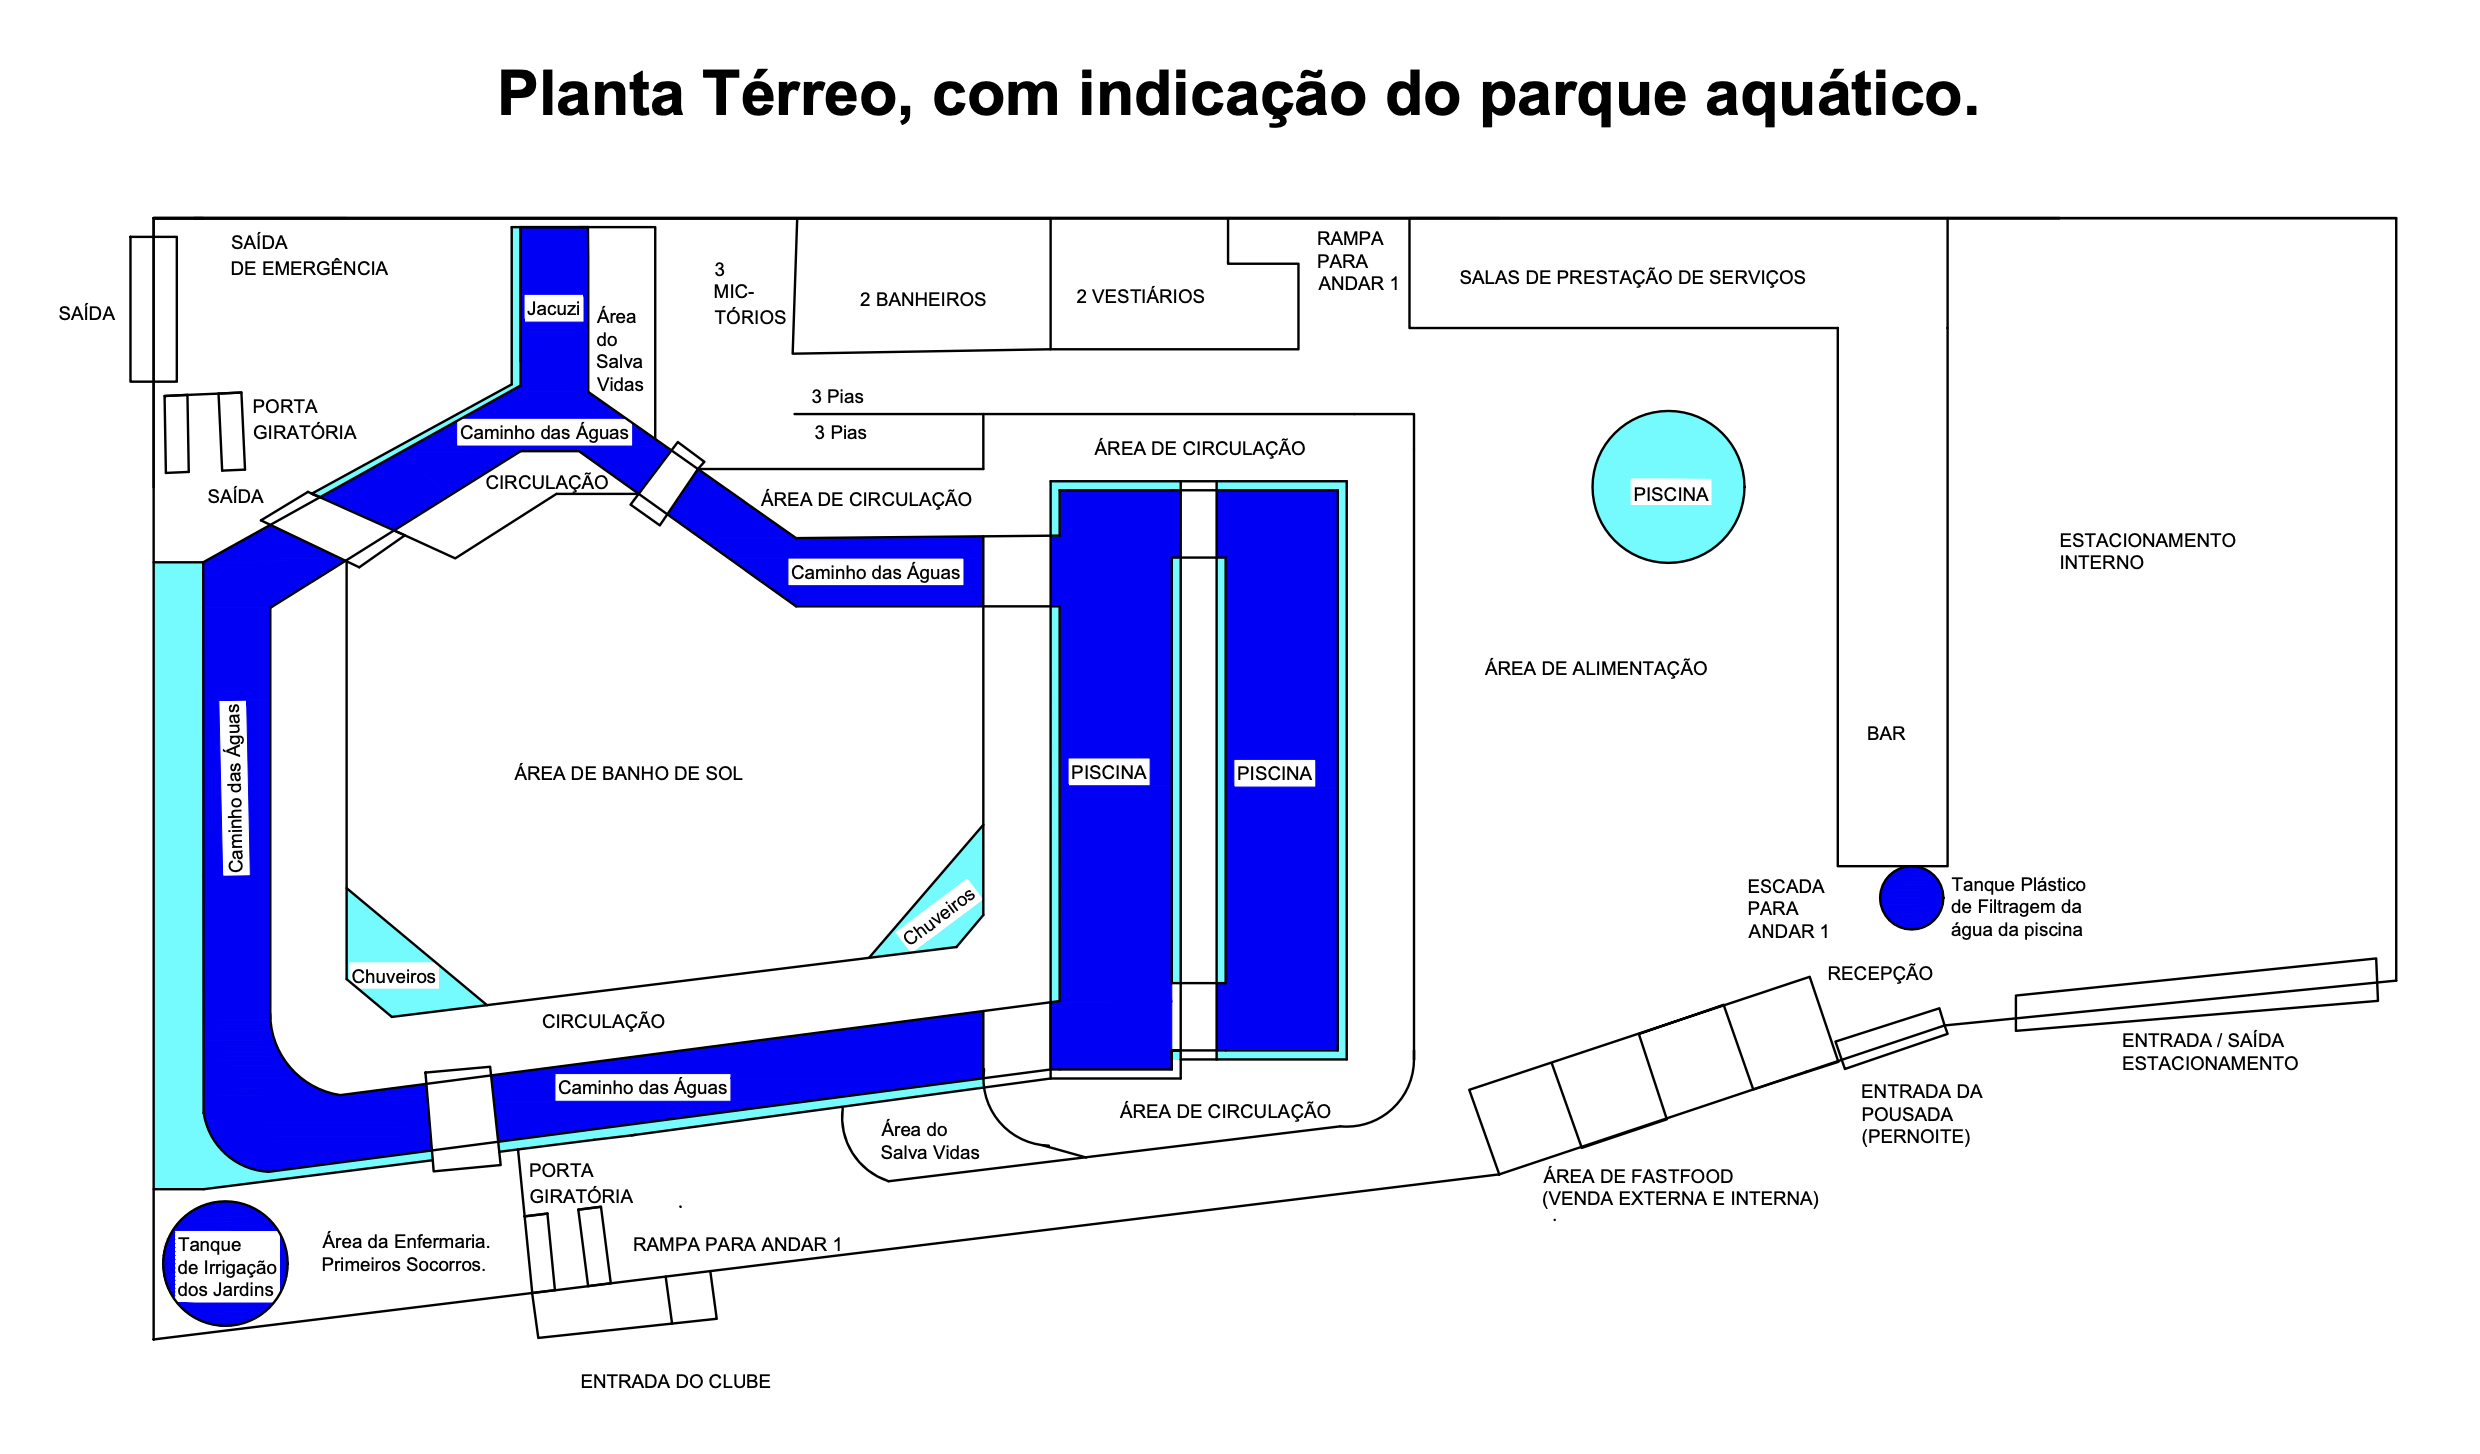 Planta Térreo, com indicação do parque aquático.
SAÍDA
DE EMERGÊNCIA
SAÍDA
PORTA
GIRATÓRIA
SAÍDA
Jacuzi
Área
do
Salva
Vidas
3
MIC-
TÓRIOS
2 BANHEIROS
2 VESTIÁRIOS
RAMPA
PARA
ANDAR 1
SALAS DE PRESTAÇÃO DE SERVIÇOS
3 Pias
3 Pias
Caminho das Águas
CIRCULAÇÃO
ÁREA DE CIRCULAÇÃO
ÁREA DE CIRCULAÇÃO
PISCINA
Caminho das Águas
ESTACIONAMENTO
INTERNO
ÁREA DE ALIMENTAÇÃO
BAR
Caminho das Águas
ÁREA DE BANHO DE SOL
PISCINA
PISCINA
Chuveiros
Chuveiros
ESCADA
PARA
ANDAR 1
Tanque Plástico
de Filtragem da
água da piscina
RECEPÇÃO
CIRCULAÇÃO
Caminho das Águas
ÁREA DE CIRCULAÇÃO
Área do
Salva Vidas
ENTRADA / SAÍDA
ESTACIONAMENTO
ENTRADA DA
POUSADA
(PERNOITE)
ÁREA DE FASTFOOD
(VENDA EXTERNA E INTERNA)
.
PORTA
GIRATÓRIA
.
RAMPA PARA ANDAR 1
Área da Enfermaria.
Primeiros Socorros.
Tanque
de Irrigação
dos Jardins
ENTRADA DO CLUBE